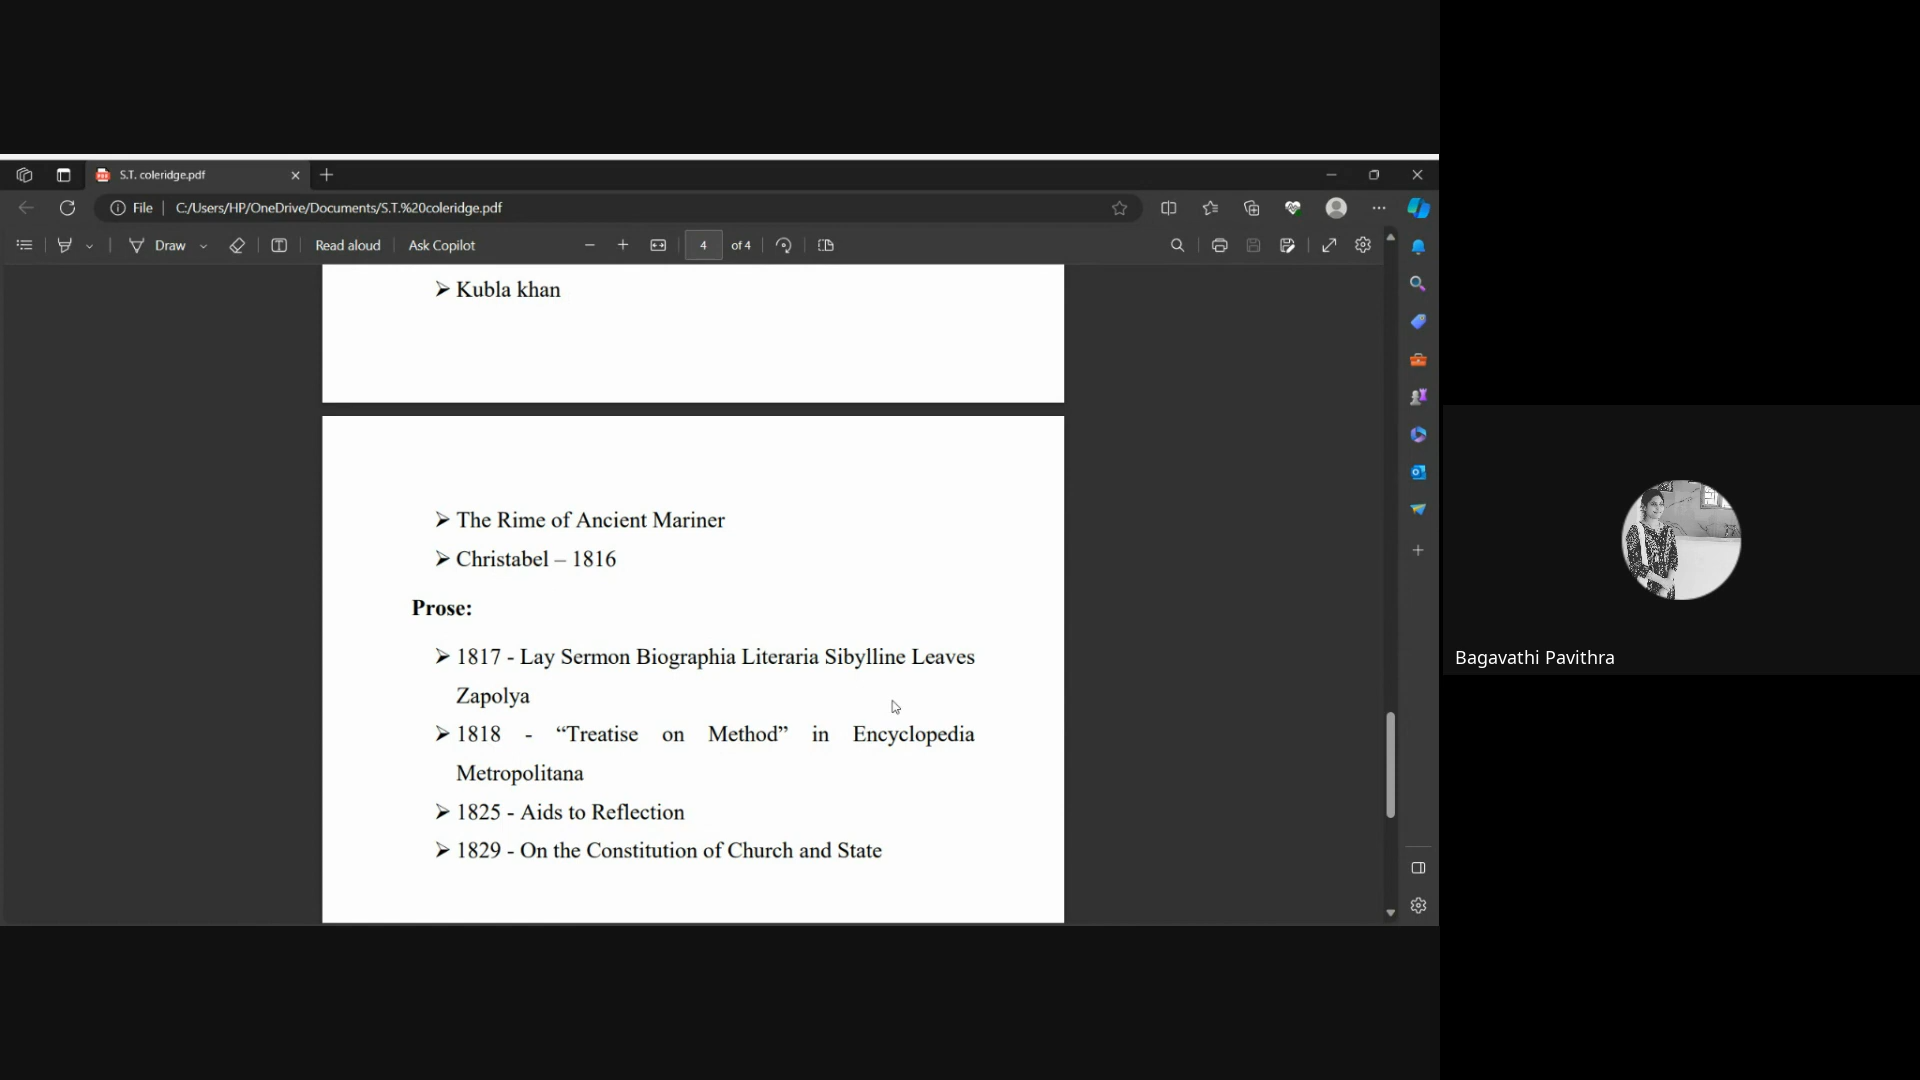 S.T. coleridge.pdf
File
C:/Users/HP/OneDrive/Documents/S.T.%20coleridge.pdf
Draw
Read aloud
Ask Copilot
4 of 4
➢ Kubla khan
➢ The Rime of Ancient Mariner
➢ Christabel – 1816
Prose:
➢ 1817 - Lay Sermon Biographia Literaria Sibylline Leaves
Zapolya
➢ 1818 - “Treatise on Method” in Encyclopedia
Metropolitana
➢ 1825 - Aids to Reflection
➢ 1829 - On the Constitution of Church and State
Bagavathi Pavithra